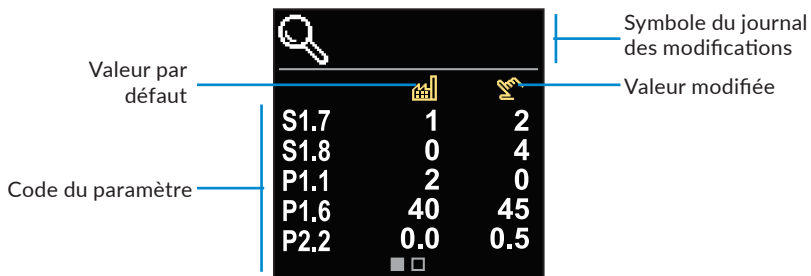 Symbole du journal
des modifications
Valeur par
défaut
Valeur modifiée
Code du paramètre
S1.7 1 2
S1.8 0 4
P1.1 2 0
P1.6 40 45
P2.2 0.0 0.5